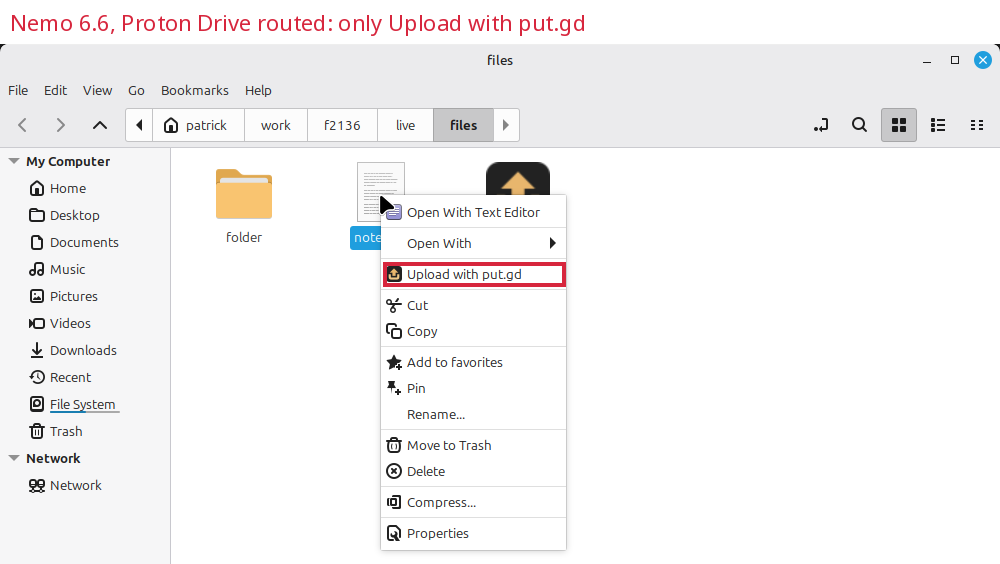 Nemo 6.6, Proton Drive routed: only Upload with put.gd
files
File Edit View Go Bookmarks Help
patrick work f2136 live files
My Computer
Home
Desktop
Documents
Music
Pictures
Videos
Downloads
Recent
File System
Trash
Network
Network
folder
note
Open With Text Editor
Open With
Upload with put.gd
Cut
Copy
Add to favorites
Pin
Rename...
Move to Trash
Delete
Compress...
Properties